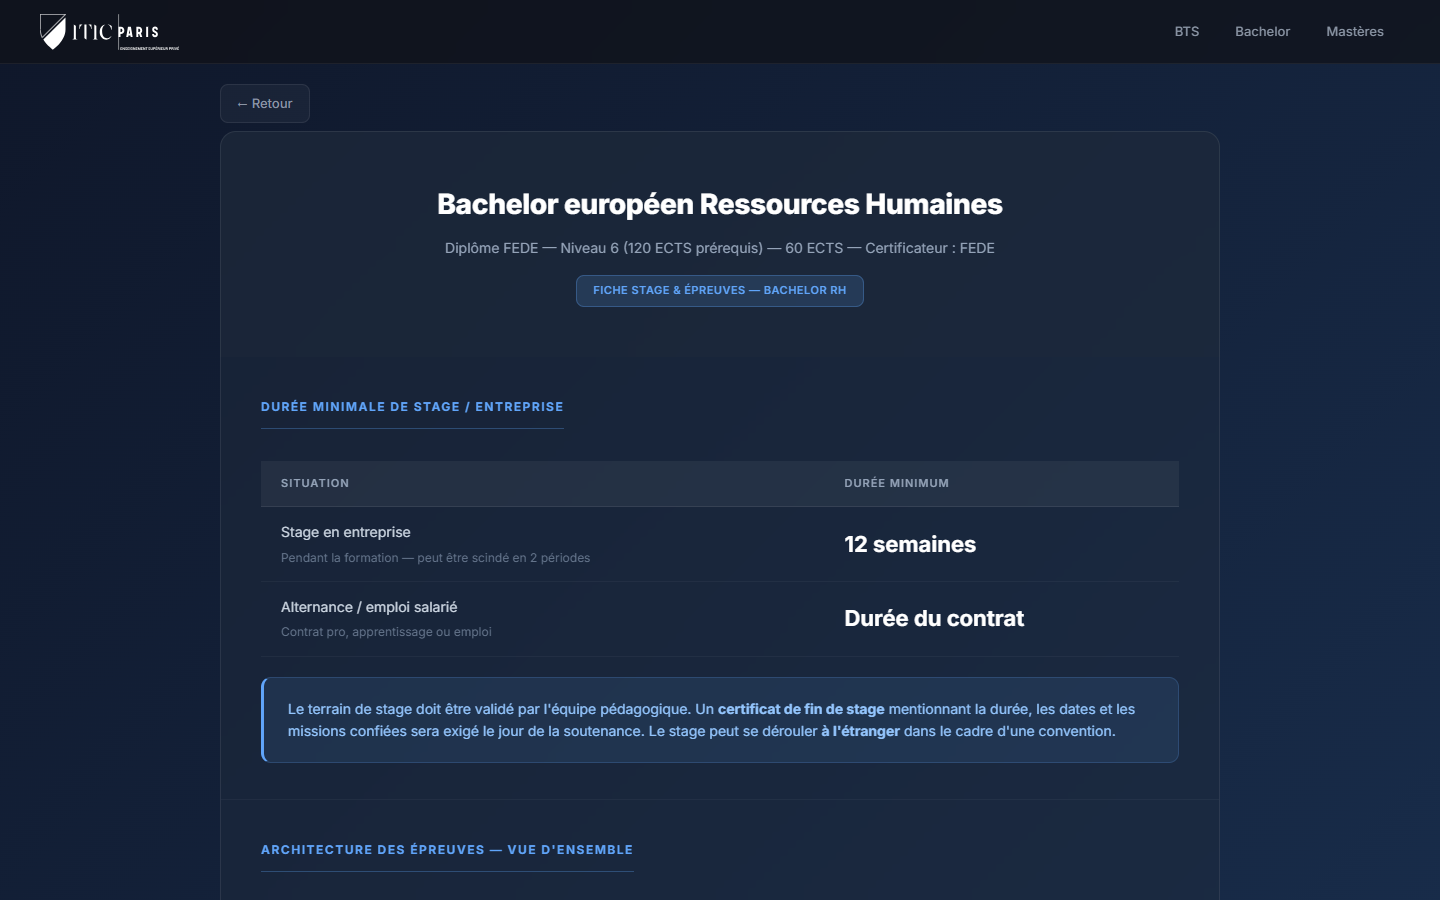 ITIC PARIS
ENSEIGNEMENT SUPÉRIEUR PRIVÉ
BTS
Bachelor
Mastères
← Retour
Bachelor européen Ressources Humaines
Diplôme FEDE — Niveau 6 (120 ECTS prérequis) — 60 ECTS — Certificateur : FEDE
FICHE STAGE & ÉPREUVES — BACHELOR RH
DURÉE MINIMALE DE STAGE / ENTREPRISE
SITUATION
DURÉE MINIMUM
Stage en entreprise
Pendant la formation — peut être scindé en 2 périodes
12 semaines
Alternance / emploi salarié
Contrat pro, apprentissage ou emploi
Durée du contrat
Le terrain de stage doit être validé par l'équipe pédagogique. Un certificat de fin de stage mentionnant la durée, les dates et les
missions confiées sera exigé le jour de la soutenance. Le stage peut se dérouler à l'étranger dans le cadre d'une convention.
ARCHITECTURE DES ÉPREUVES — VUE D'ENSEMBLE